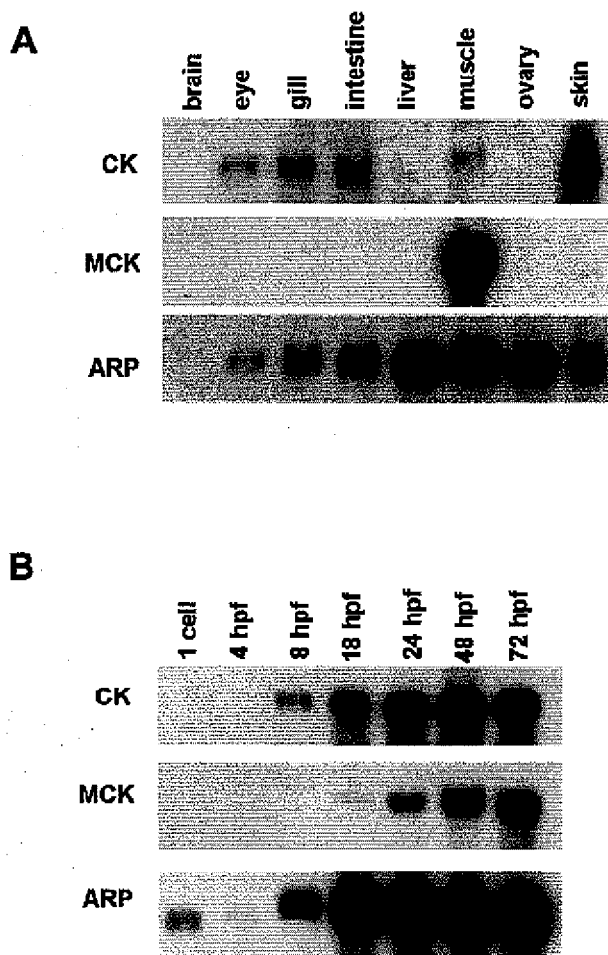 A
brain eye gill intestine liver muscle ovary skin
CK
MCK
ARP
B
1 cell 4 hpf 8 hpf 18 hpf 24 hpf 48 hpf 72 hpf
CK
MCK
ARP